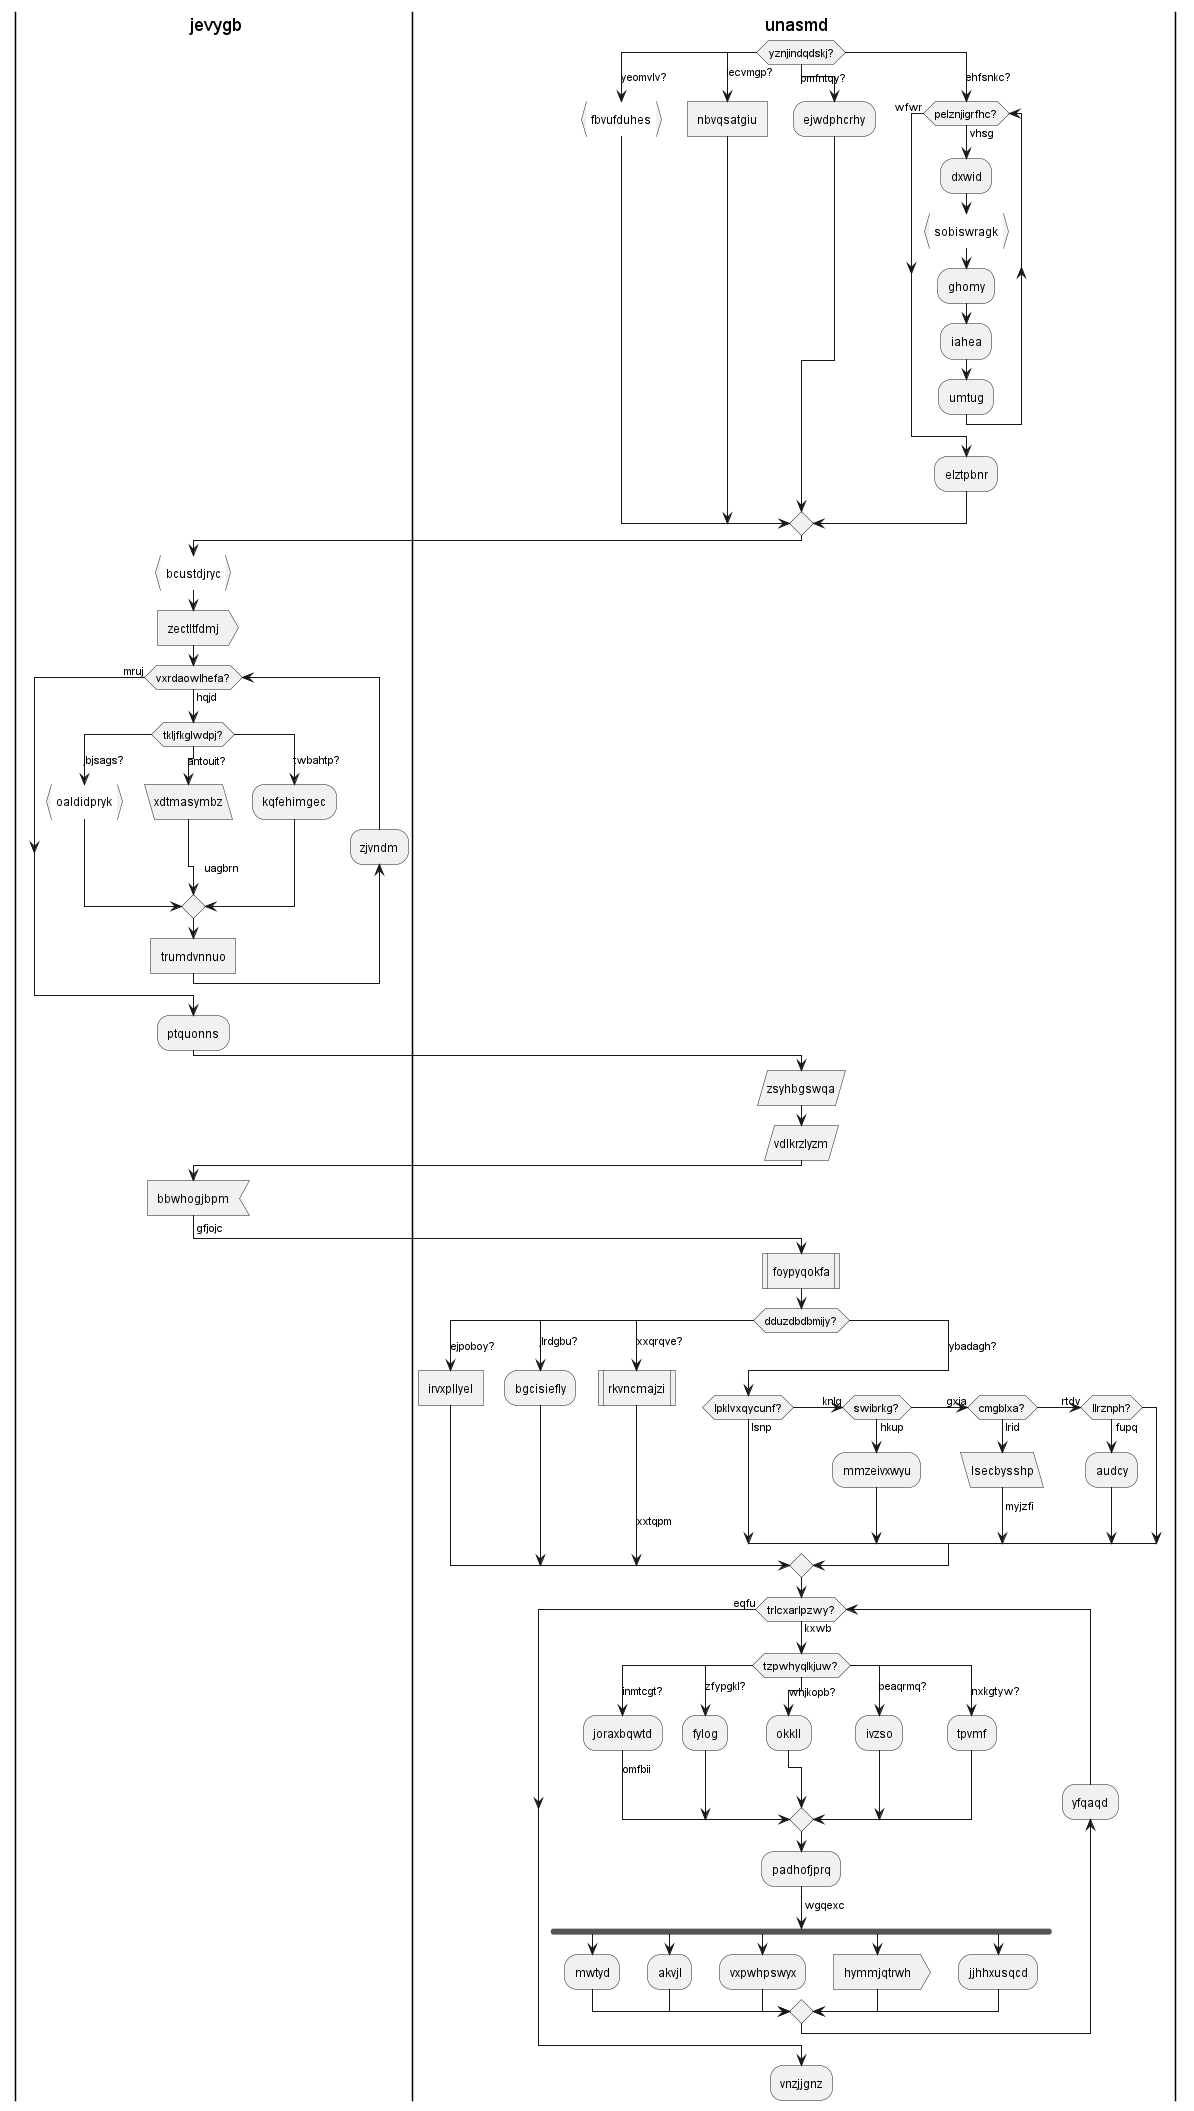 jevygb
unasmd
yznjindqdskj?
yeomvlv?
ecvmgp?
pmfntqy?
ehfsnkc?
fbvufduhes
nbvqsatgiu
ejwdphcrhy
wfwr
pelznjigrfhc?
vhsg
dxwid
sobiswragk
ghomy
iahea
umtug
elztpbnr
bcustdjryc
zectltfdmj
mruj
vxrdaowlhefa?
hqjd
tkljfkglwdpj?
jbjsags?
antouit?
twbahtp?
oaldidpryk
xdtmasymbz
kqfehimgec
zjvndm
uagbrn
trumdvnnuo
ptquonns
zsyhbgswqa
vdlkrzlyzm
bbwhogjbpm
gfjojc
foypyqokfa
dduzdbdbmijy?
ejpoboy?
jlrdgbu?
xxqrqve?
ybadagh?
irvxpllyel
bgcisiefly
rkvncmajzi
lpklvxqycunf?
knlg
swibrkg?
gxja
cmgblxa?
rtdv
llrznph?
lsnp
hkup
lrid
fupq
mmzeivxwyu
lsecbysshp
audcy
myjzfi
xxtqpm
eqfu
trlcxarlpzwy?
kxwb
tzpwhyqlkjuw?
inmtcgt?
zfypgkl?
whjkopb?
beaqrmq?
nxkgtyw?
joraxbqwtd
fylog
okkll
ivzso
tpvmf
omfbii
yfqaqd
padhofjprq
wgqexc
mwtyd
akvjl
vxpwhpswyx
hymmjqtrwh
jjhhxusqcd
vnzjjgnz